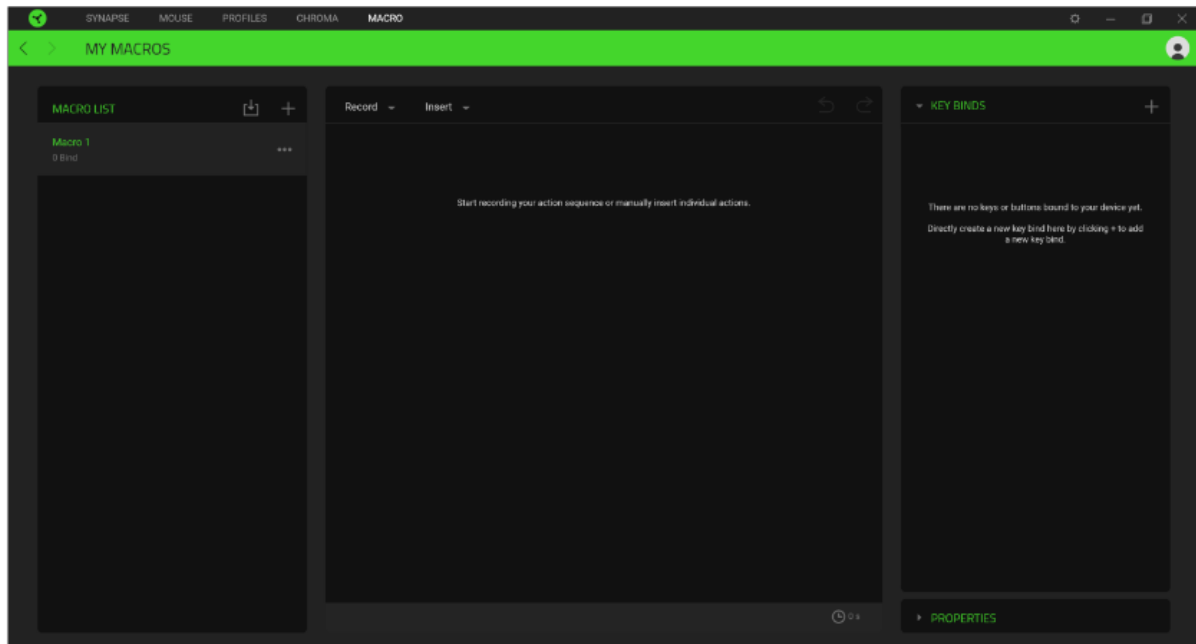 SYNAPSE MOUSE PROFILES CHROMA MACRO
MY MACROS
MACRO LIST
Macro 1
0 Bind
Record Insert
Start recording your action sequence or manually insert individual actions.
0 s
KEY BINDS
There are no keys or buttons bound to your device yet.
Directly create a new key bind here by clicking + to add
a new key bind.
PROPERTIES